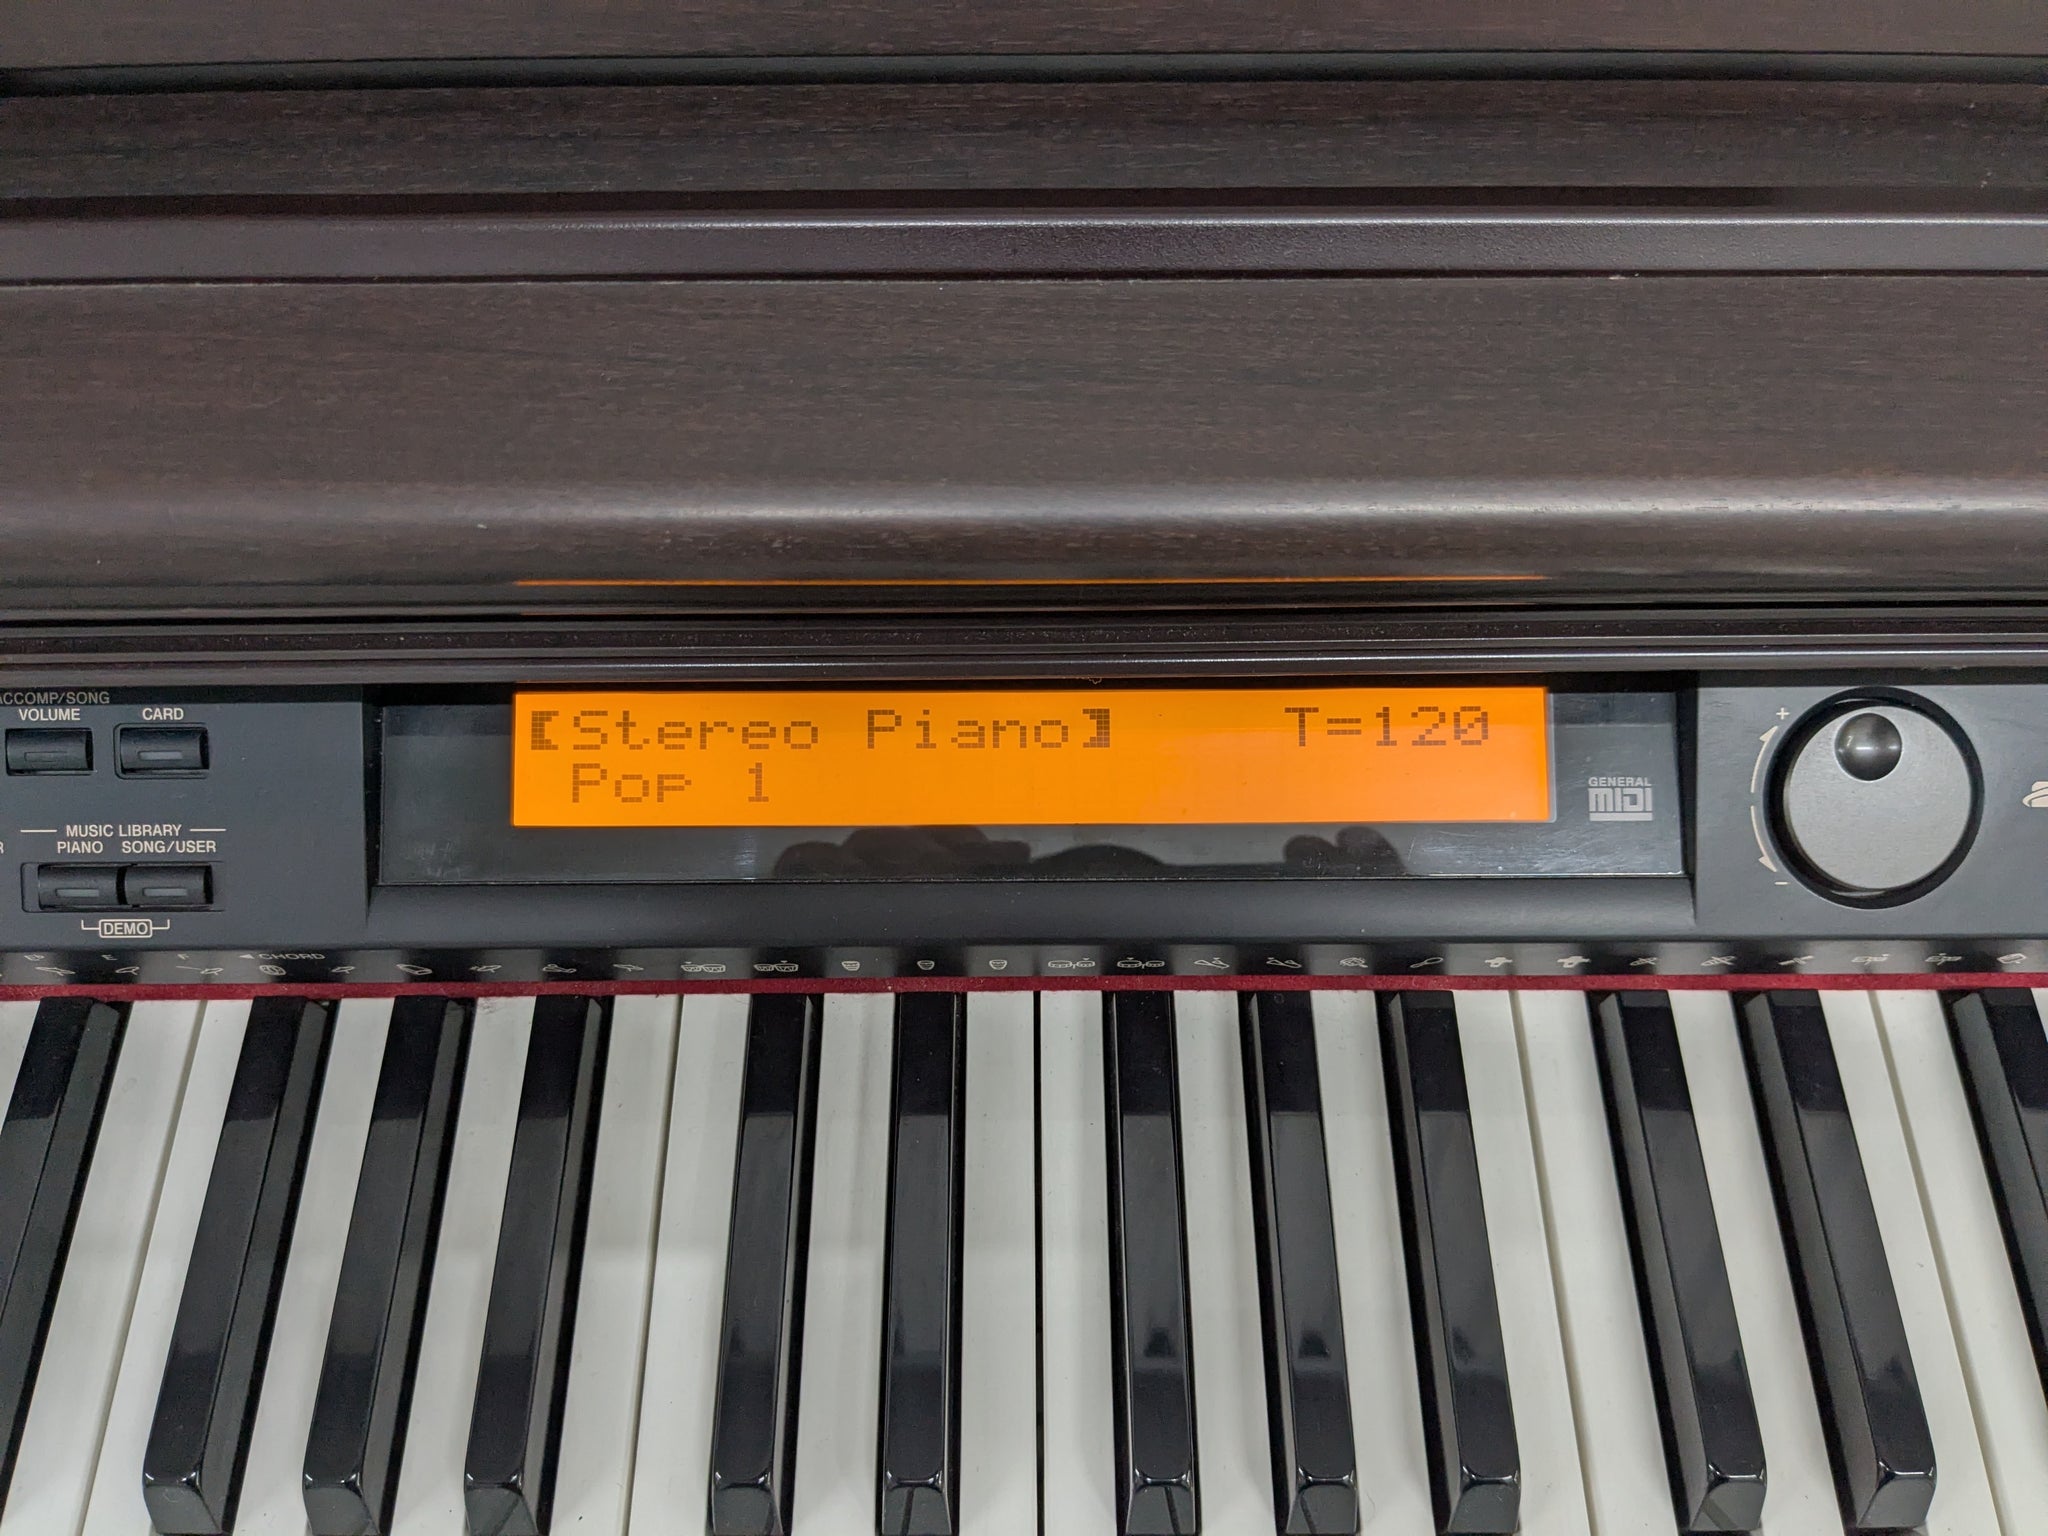 ACCOMP/SONG
VOLUME CARD
MUSIC LIBRARY
PIANO SONG/USER
DEMO
【Stereo Piano】 T=120
Pop 1
GENERAL
MIDI
+
−
E♭ E F ◄CHORD